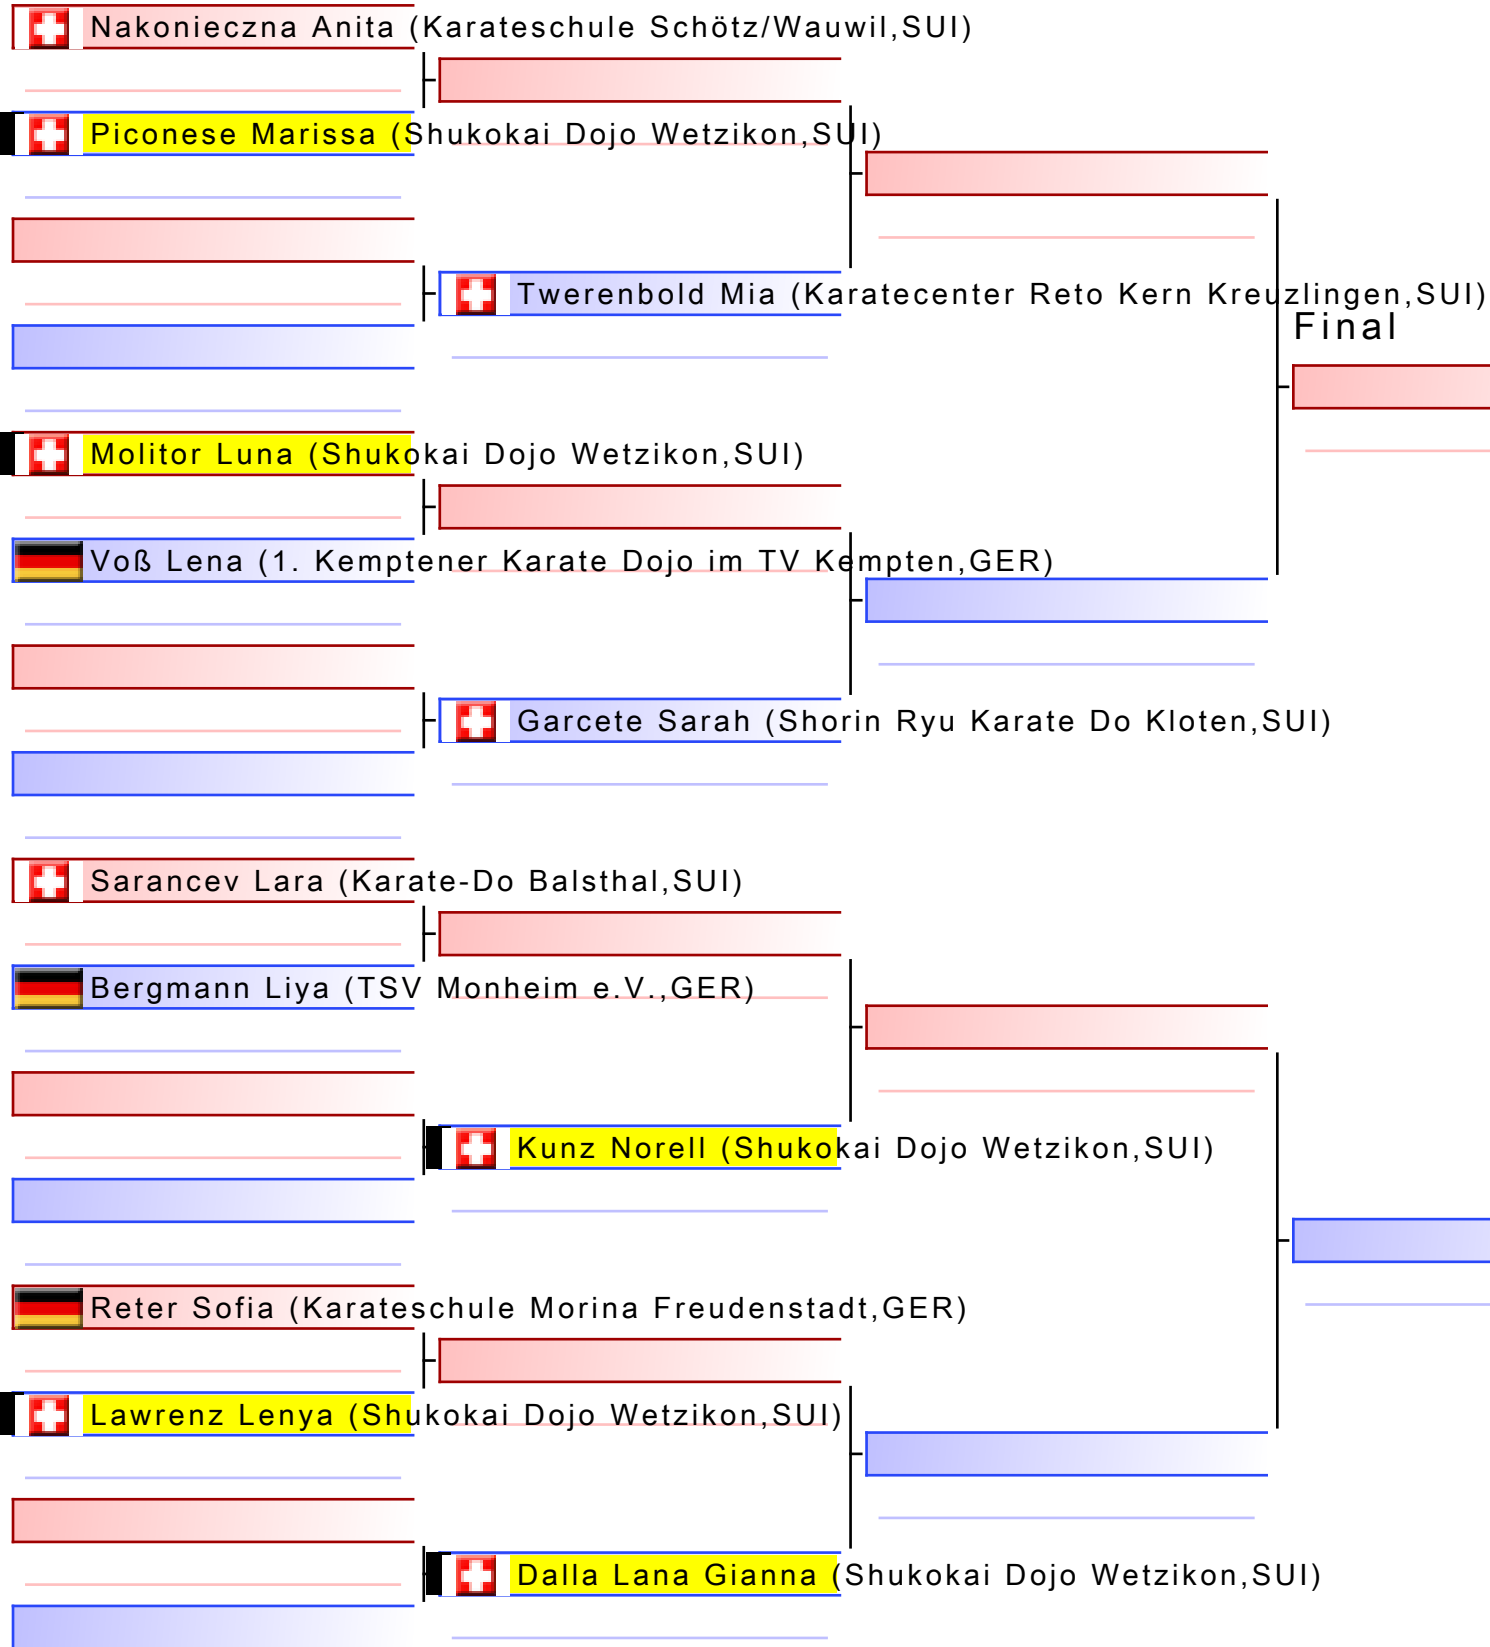 Nakonieczna Anita (Karateschule Schötz/Wauwil,SUI)
Piconese Marissa (Shukokai Dojo Wetzikon,SUI)
Twerenbold Mia (Karatecenter Reto Kern Kreuzlingen,SUI)
Final
Molitor Luna (Shukokai Dojo Wetzikon,SUI)
Voß Lena (1. Kemptener Karate Dojo im TV Kempten,GER)
Garcete Sarah (Shorin Ryu Karate Do Kloten,SUI)
Sarancev Lara (Karate-Do Balsthal,SUI)
Bergmann Liya (TSV Monheim e.V.,GER)
Kunz Norell (Shukokai Dojo Wetzikon,SUI)
Reter Sofia (Karateschule Morina Freudenstadt,GER)
Lawrenz Lenya (Shukokai Dojo Wetzikon,SUI)
Dalla Lana Gianna (Shukokai Dojo Wetzikon,SUI)